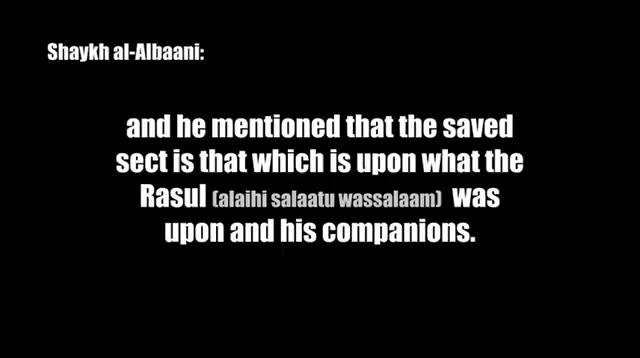 Shaykh al-Albaani:
and he mentioned that the saved
sect is that which is upon what the
Rasul (alaihi salaatu wassalaam) was
upon and his companions.